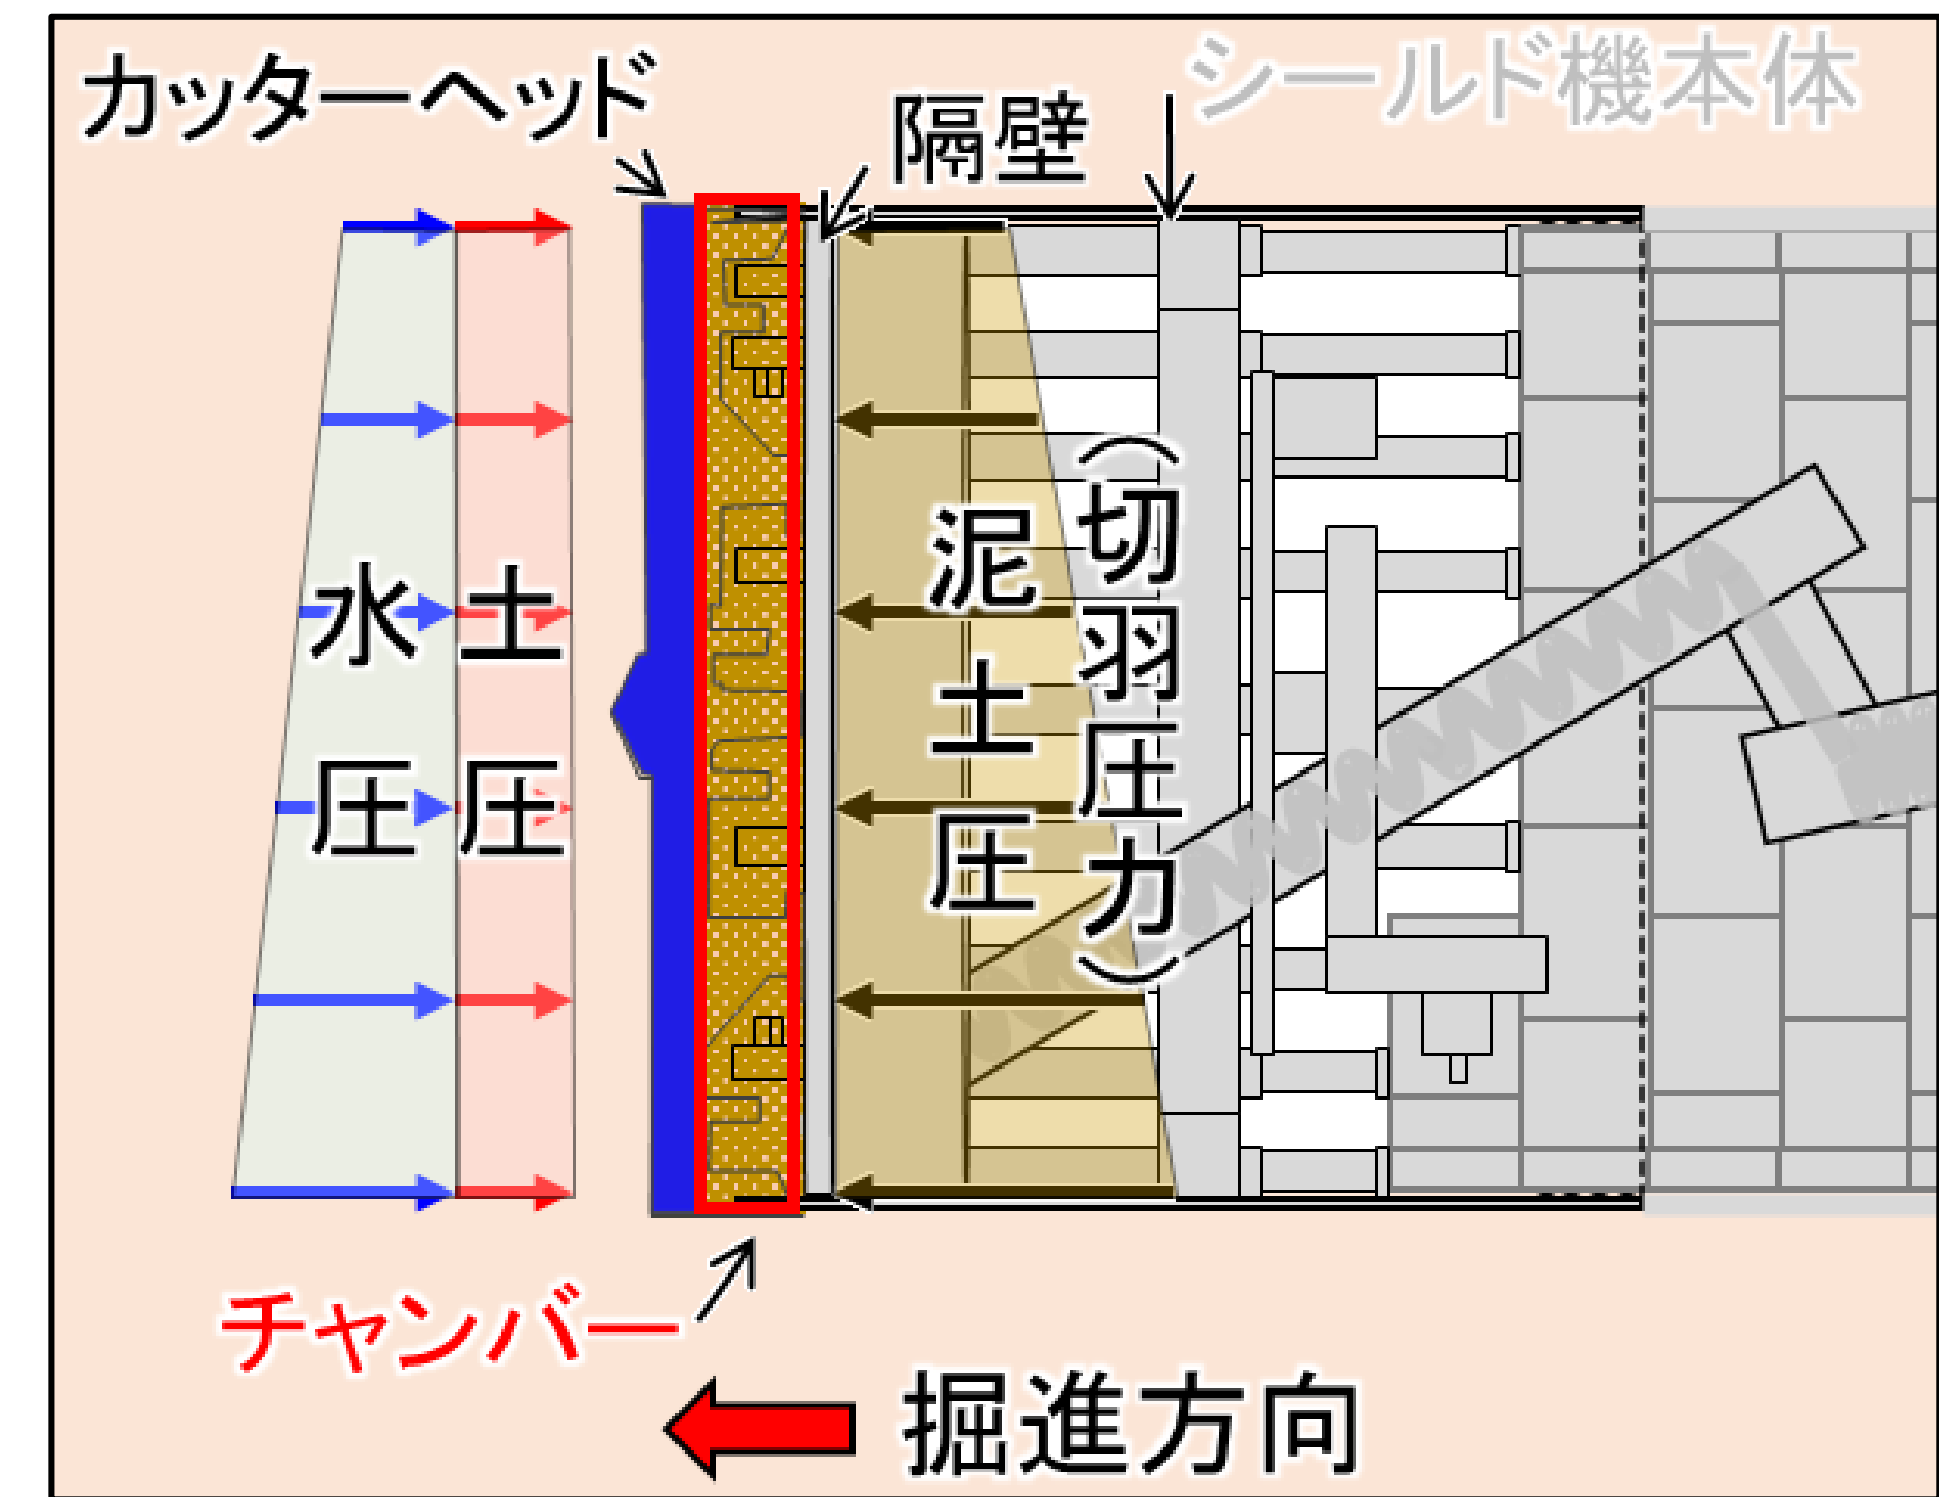 カッターヘッド
シールド機本体
隔壁
水圧
土圧
泥土圧
（切羽圧力）
チャンバー
掘進方向